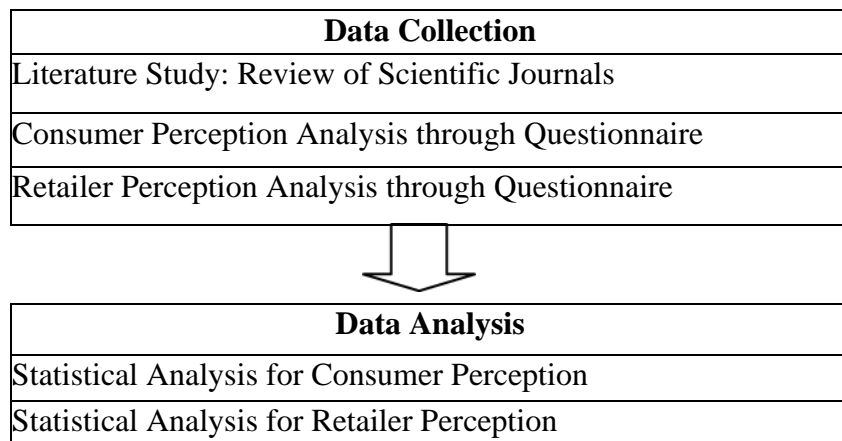 Data Collection
Literature Study: Review of Scientific Journals
Consumer Perception Analysis through Questionnaire
Retailer Perception Analysis through Questionnaire
Data Analysis
Statistical Analysis for Consumer Perception
Statistical Analysis for Retailer Perception